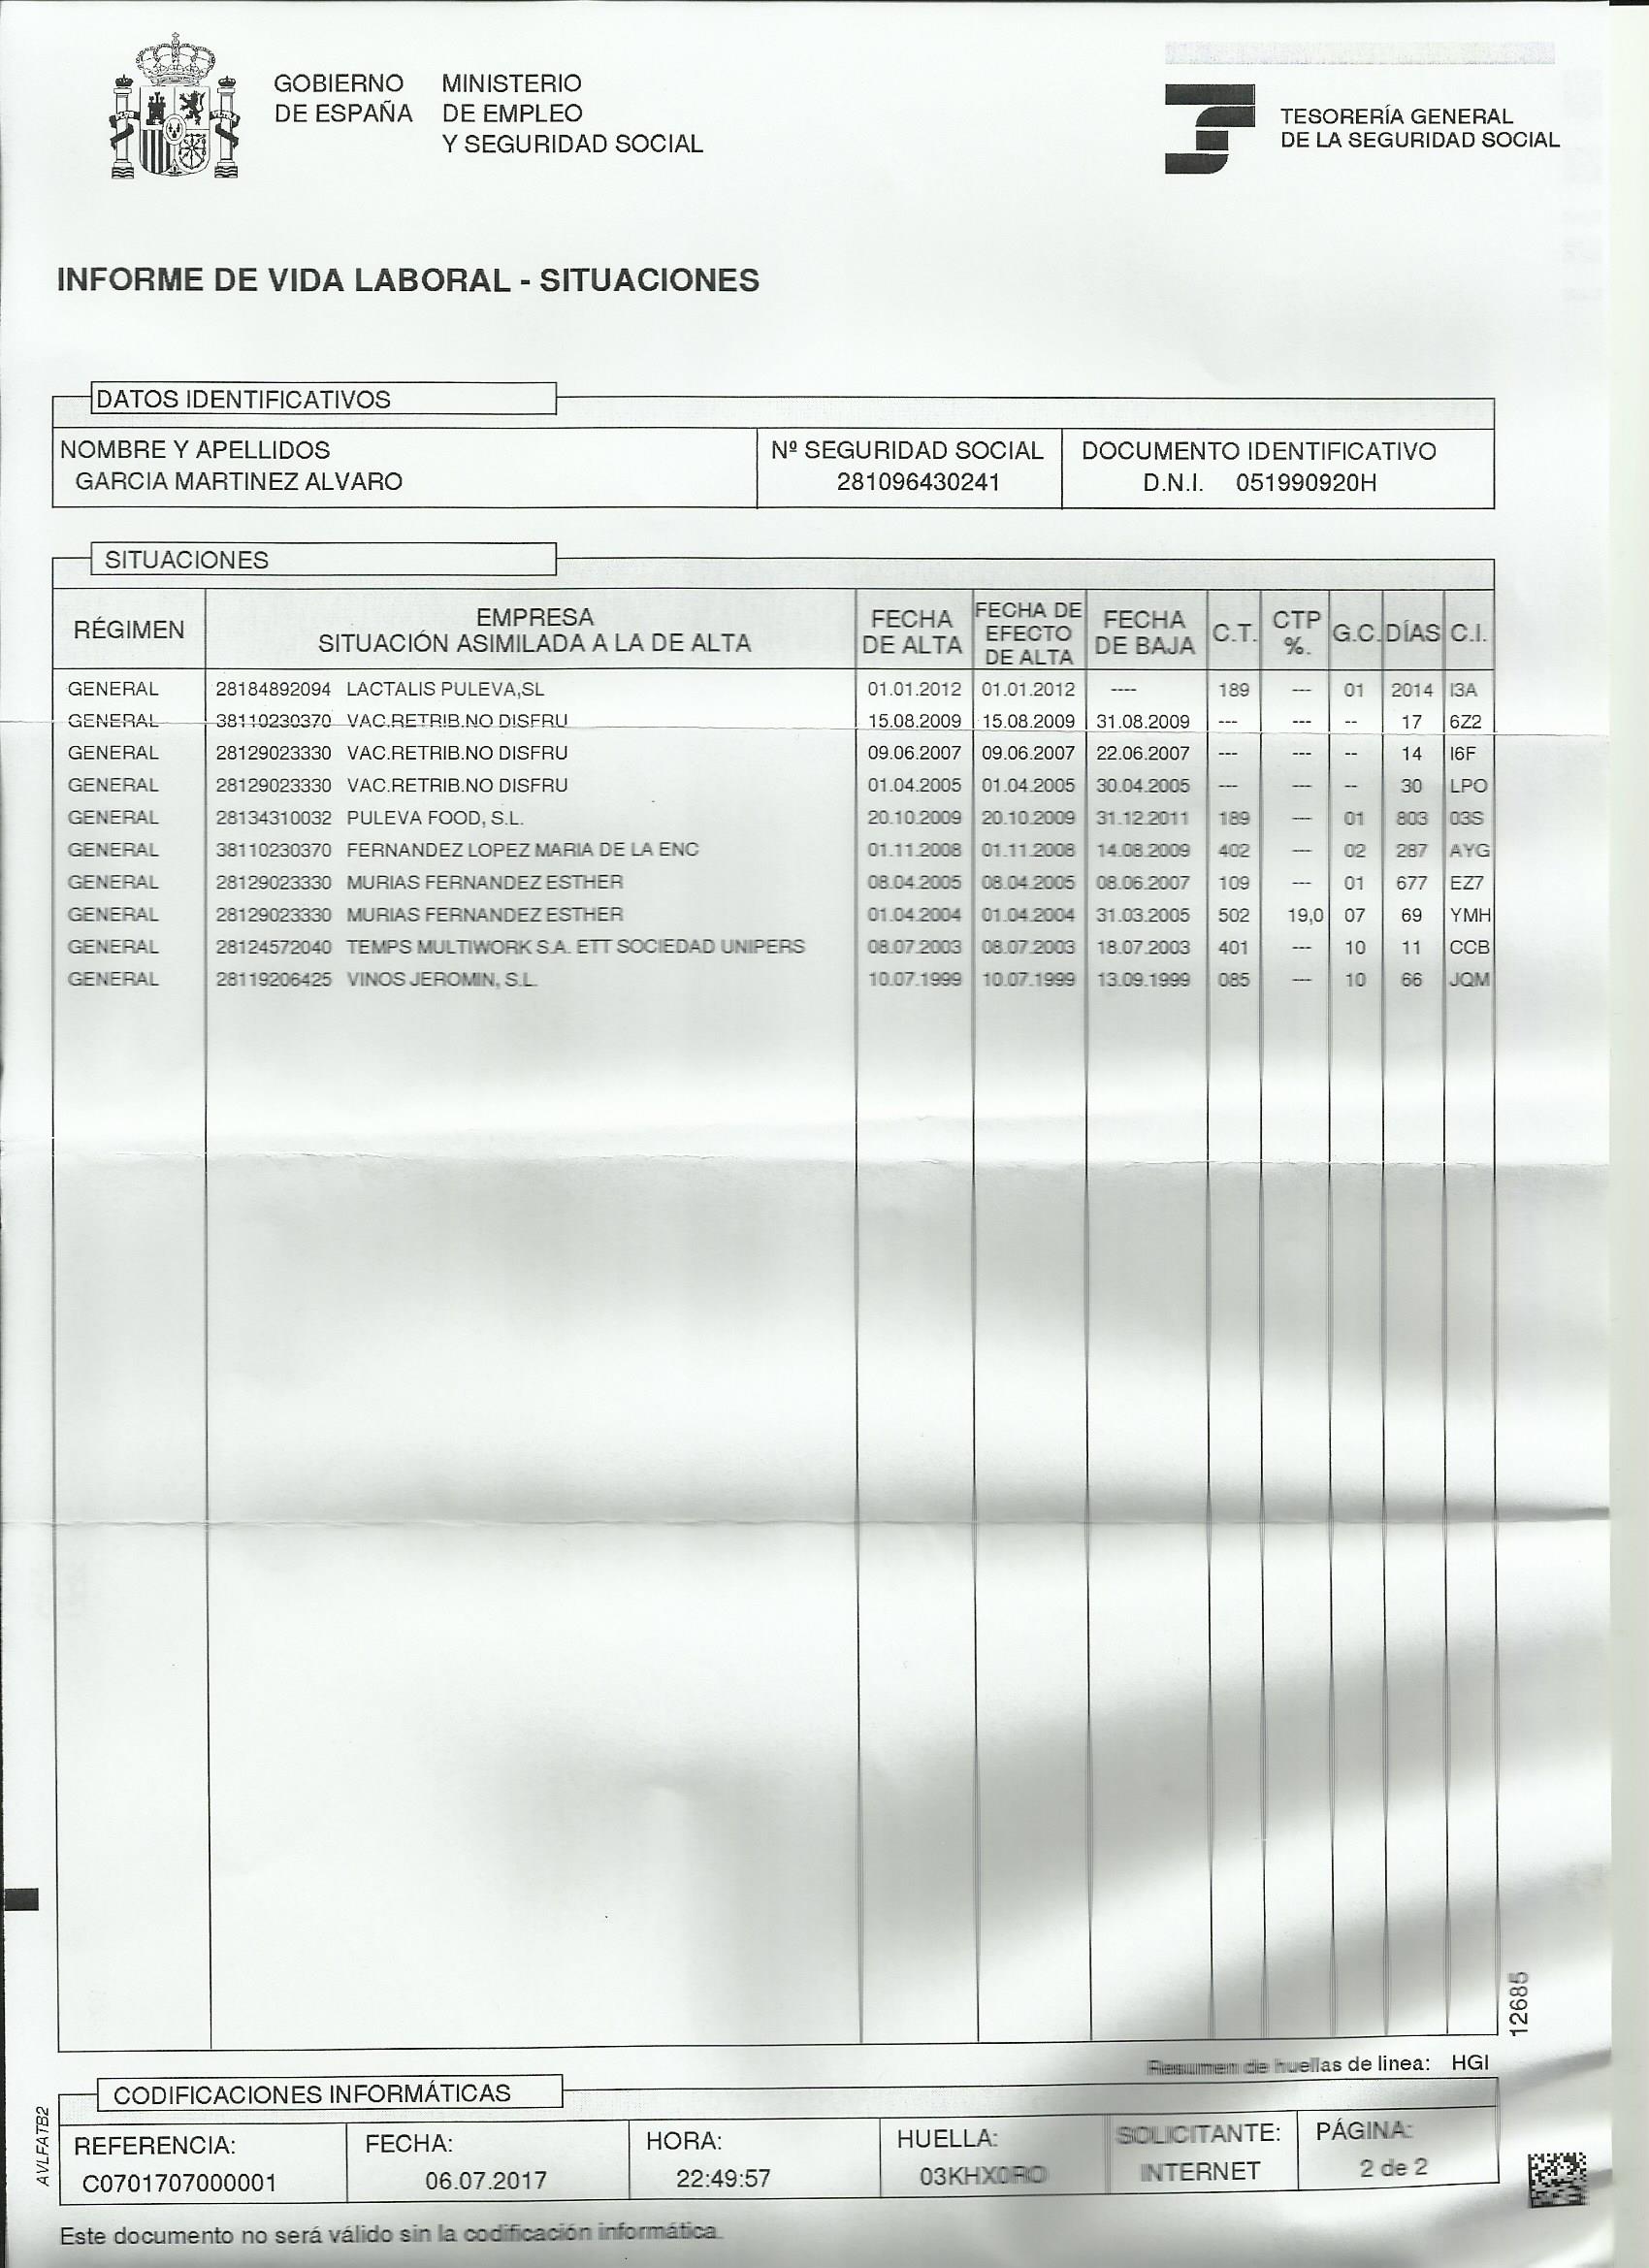 GOBIERNO DE ESPAÑA
MINISTERIO DE EMPLEO Y SEGURIDAD SOCIAL
TESORERÍA GENERAL
DE LA SEGURIDAD SOCIAL
INFORME DE VIDA LABORAL - SITUACIONES
DATOS IDENTIFICATIVOS
NOMBRE Y APELLIDOS Nº SEGURIDAD SOCIAL DOCUMENTO IDENTIFICATIVO
GARCIA MARTINEZ ALVARO 281096430241 D.N.I. 051990920H
SITUACIONES
RÉGIMEN EMPRESA SITUACIÓN ASIMILADA A LA DE ALTA FECHA DE ALTA FECHA DE EFECTO DE ALTA FECHA DE BAJA C.T. CTP %. G.C. DÍAS C.I.
GENERAL 28184892094 LACTALIS PULEVA,SL 01.01.2012 01.01.2012 ---- 189 --- 01 2014 I3A
GENERAL 38110230370 VAC.RETRIB.NO DISFRU 15.08.2009 15.08.2009 31.08.2009 --- --- -- 17 6Z2
GENERAL 28129023330 VAC.RETRIB.NO DISFRU 09.06.2007 09.06.2007 22.06.2007 --- --- -- 14 I6F
GENERAL 28129023330 VAC.RETRIB.NO DISFRU 01.04.2005 01.04.2005 30.04.2005 --- --- -- 30 LPO
GENERAL 28134310032 PULEVA FOOD, S.L. 20.10.2009 20.10.2009 31.12.2011 189 --- 01 803 03S
GENERAL 38110230370 FERNANDEZ LOPEZ MARIA DE LA ENC 01.11.2008 01.11.2008 14.08.2009 402 --- 02 287 AYG
GENERAL 28129023330 MURIAS FERNANDEZ ESTHER 08.04.2005 08.04.2005 08.06.2007 109 --- 01 677 EZ7
GENERAL 28129023330 MURIAS FERNANDEZ ESTHER 01.04.2004 01.04.2004 31.03.2005 502 19,0 07 69 YMH
GENERAL 28124572040 TEMPS MULTIWORK S.A. ETT SOCIEDAD UNIPERS 08.07.2003 08.07.2003 18.07.2003 401 --- 10 11 CCB
GENERAL 28119206425 VINOS JEROMIN, S.L. 10.07.1999 10.07.1999 13.09.1999 085 --- 10 66 JQM
12685
Resumen de huellas de linea: HGI
CODIFICACIONES INFORMÁTICAS
AVLFATB2
REFERENCIA: FECHA: HORA: HUELLA: SOLICITANTE: PÁGINA:
C0701707000001 06.07.2017 22:49:57 03KHX0RO INTERNET 2 de 2
Este documento no será válido sin la codificación informática.